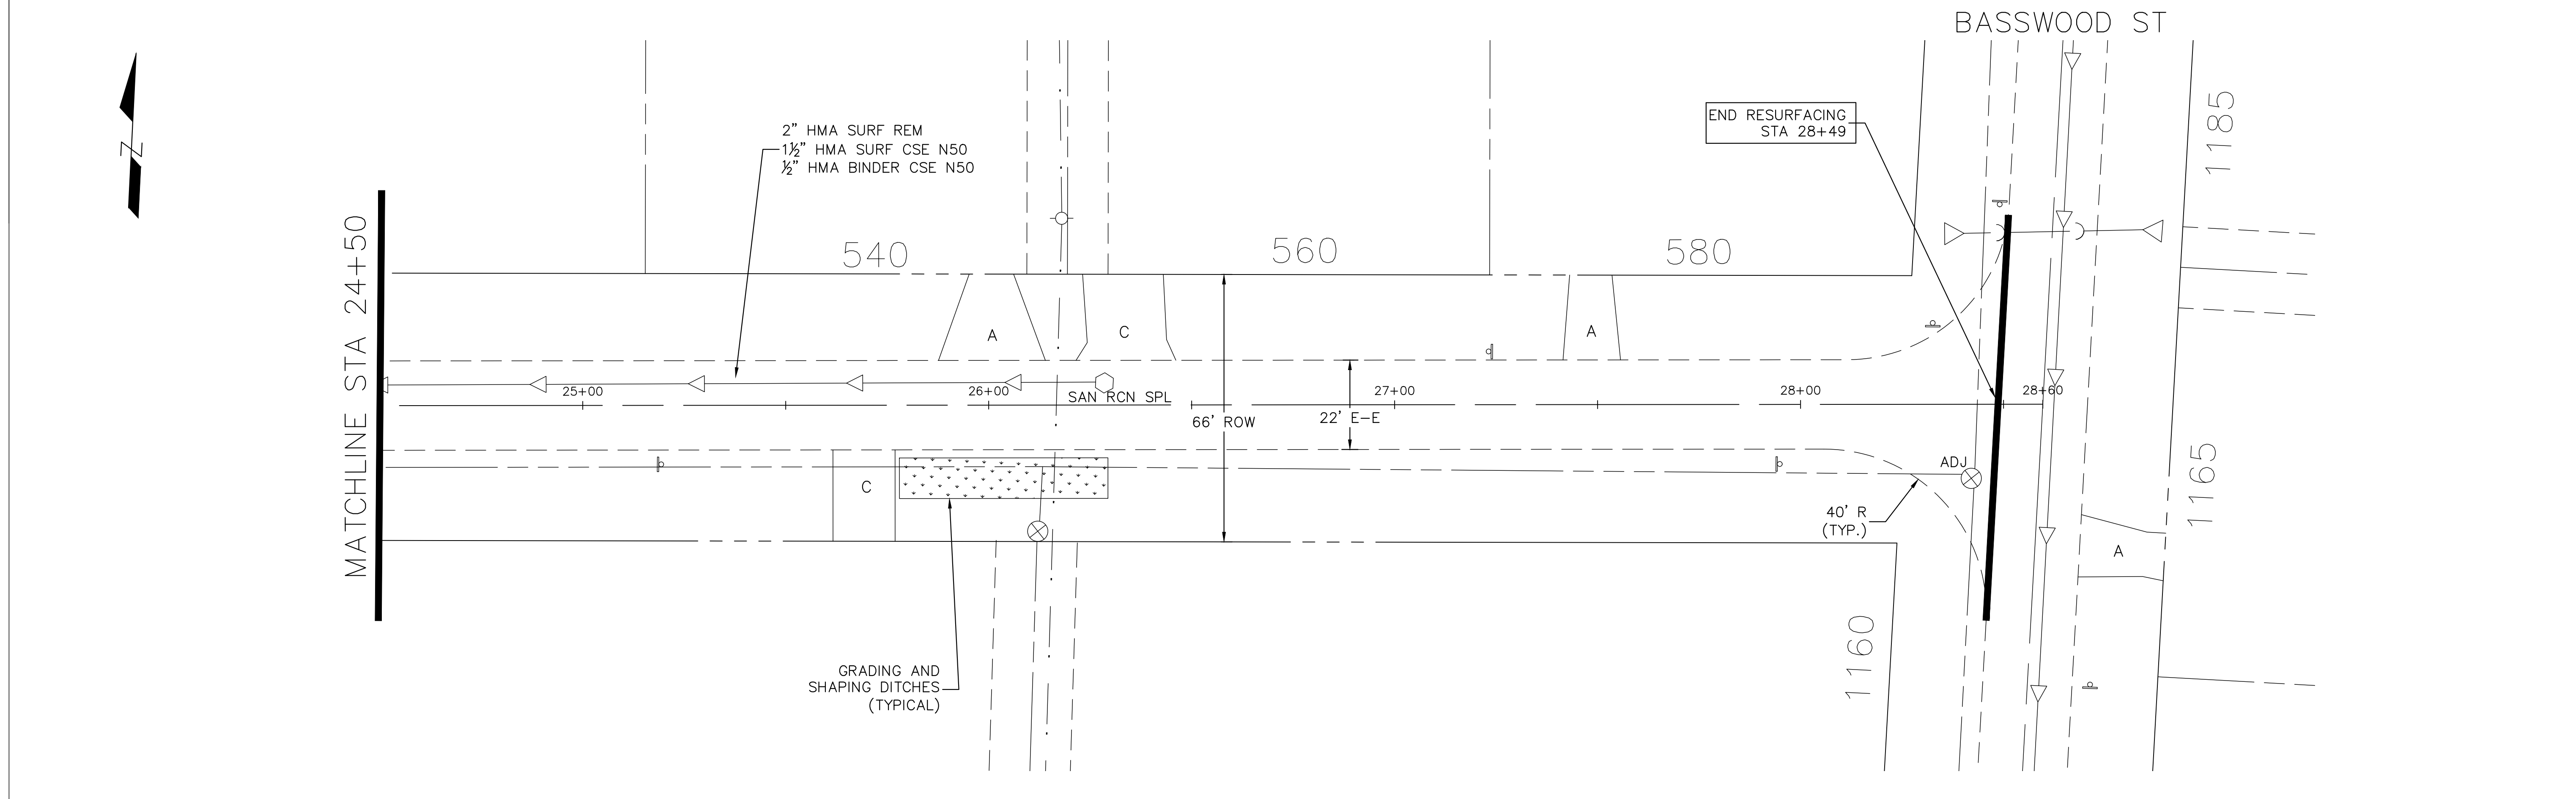 BASSWOOD ST
END RESURFACING
STA 28+49
1185
2" HMA SURF REM
1½" HMA SURF CSE N50
½" HMA BINDER CSE N50
Z
MATCHLINE STA 24+50
540
560
580
A
C
A
25+00
26+00
SAN RCN SPL
27+00
28+00
28+60
66' ROW
22' E-E
C
ADJ
40' R
(TYP.)
1165
A
1160
GRADING AND
SHAPING DITCHES
(TYPICAL)